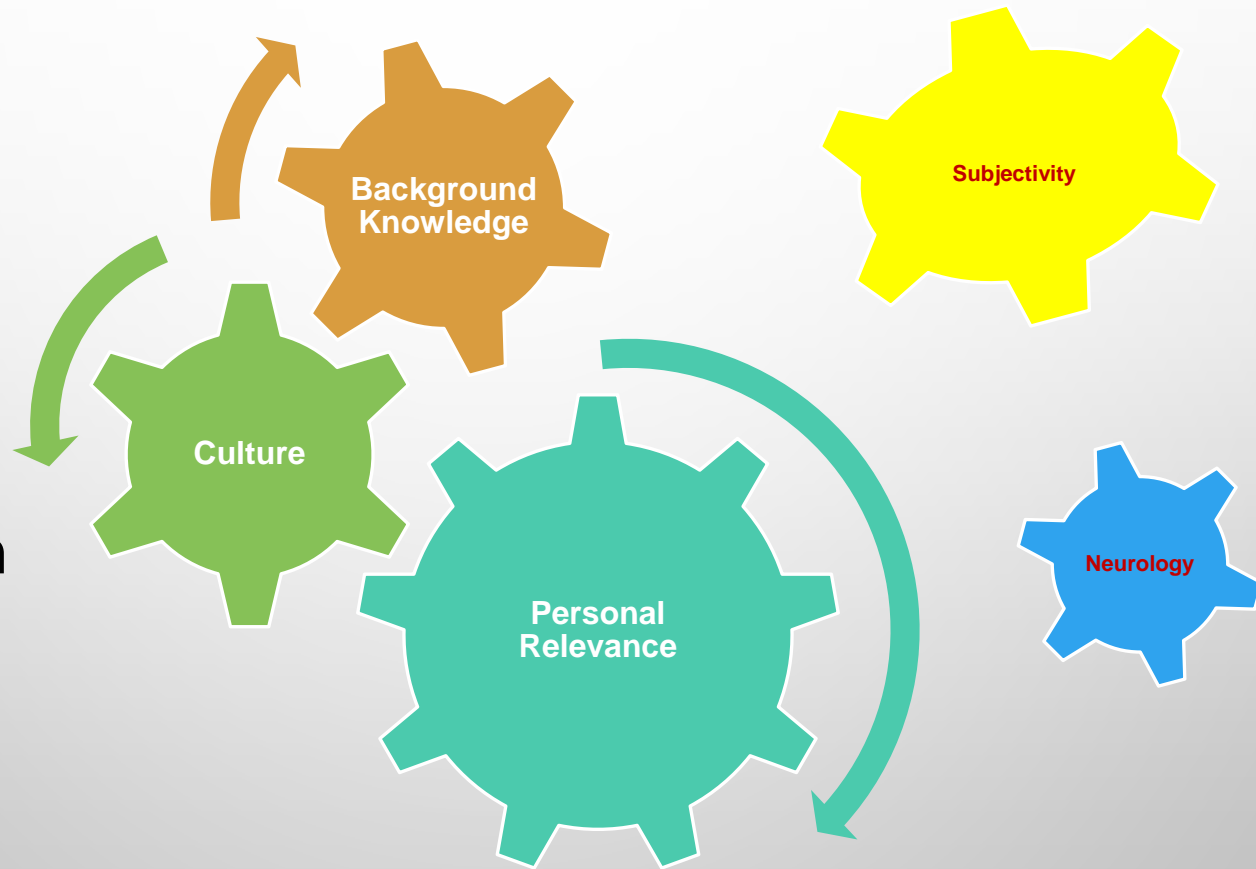 Background
Knowledge
Subjectivity
Culture
Neurology
Personal
Relevance